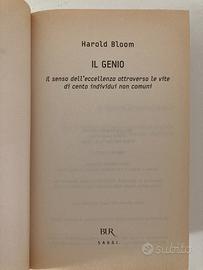 Harold Bloom
IL GENIO
il senso dell'eccellenza attraverso le vite
di cento individui non comuni
BUR
SAGGI
subito